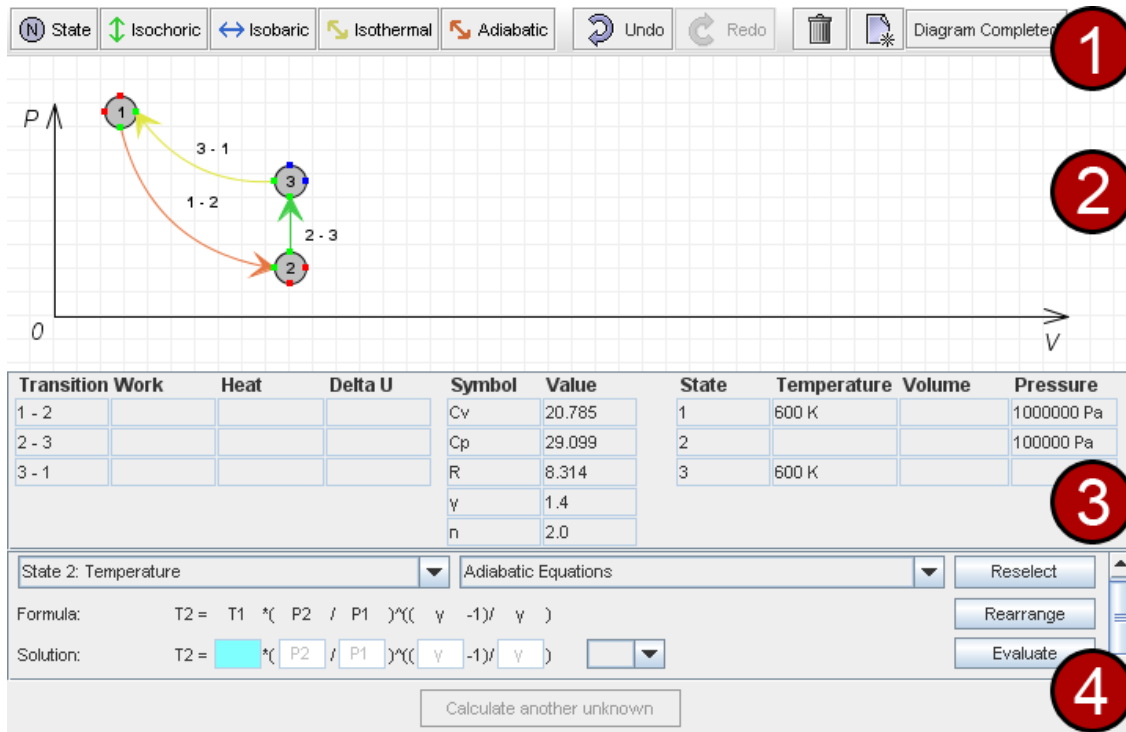 N State Isochoric Isobaric Isothermal Adiabatic Undo Redo Diagram Completed 1
P
1
3 - 1
3
2
1 - 2
2 - 3
2
0
V
Transition Work Heat Delta U Symbol Value State Temperature Volume Pressure
1 - 2 Cv 20.785 1 600 K 1000000 Pa
2 - 3 Cp 29.099 2 100000 Pa
3 - 1 R 8.314 3 600 K
γ 1.4
3
n 2.0
State 2: Temperature Adiabatic Equations Reselect
Formula: T2 = T1 *( P2 / P1 )^(( γ -1)/ γ ) Rearrange
Solution: T2 = *( P2 / P1 )^(( γ -1)/ γ ) Evaluate
4
Calculate another unknown